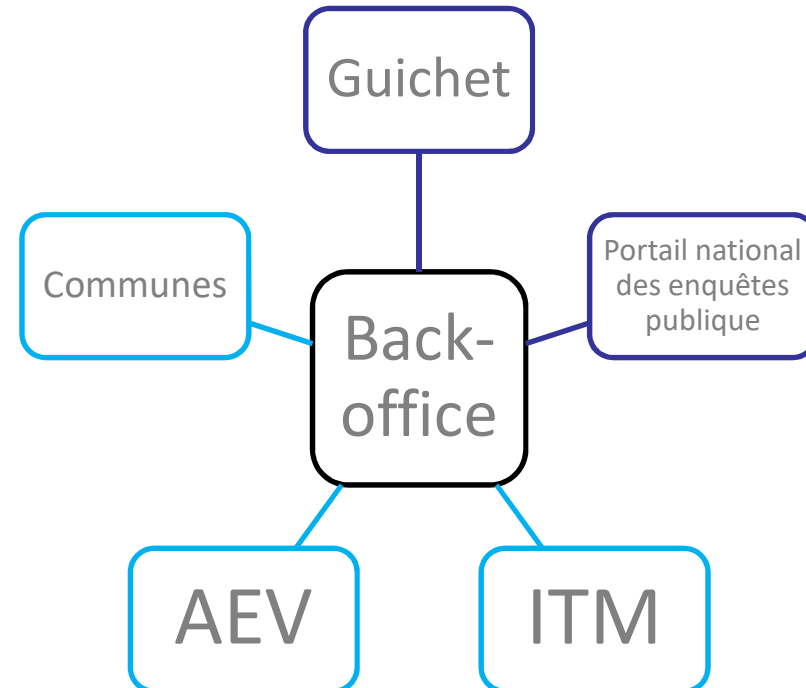 Guichet
Communes
Portail national
des enquêtes
publique
Back-
office
AEV
ITM